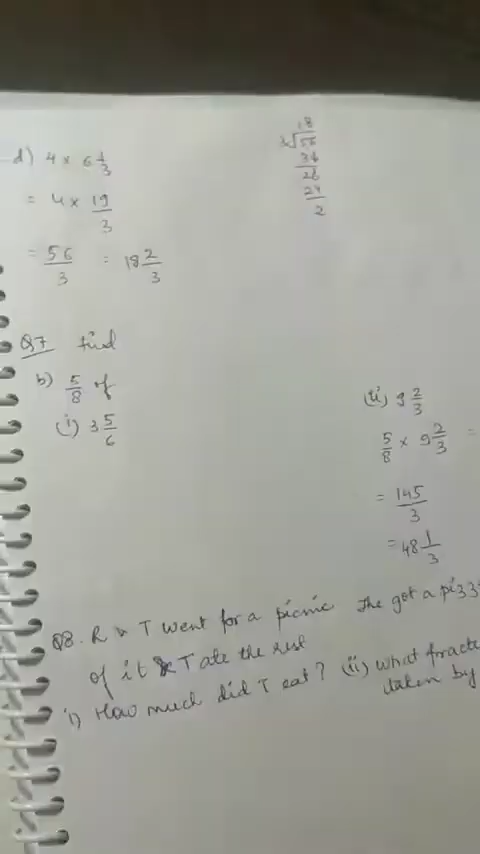 d) 4 × 6 1/3
= 4 × 19/3
= 56/3 = 18 2/3
18
3√56
36
26
24
2
Q7 Find
b) 5/8 of
(i) 3 5/6
(ii) 9 2/3
5/8 × 9 2/3 =
= 145/3
= 48 1/3
Q8. R & T went for a picnic The got a pizz
of it & T ate the rest
i) How much did T eat? (ii) What fract
taken by